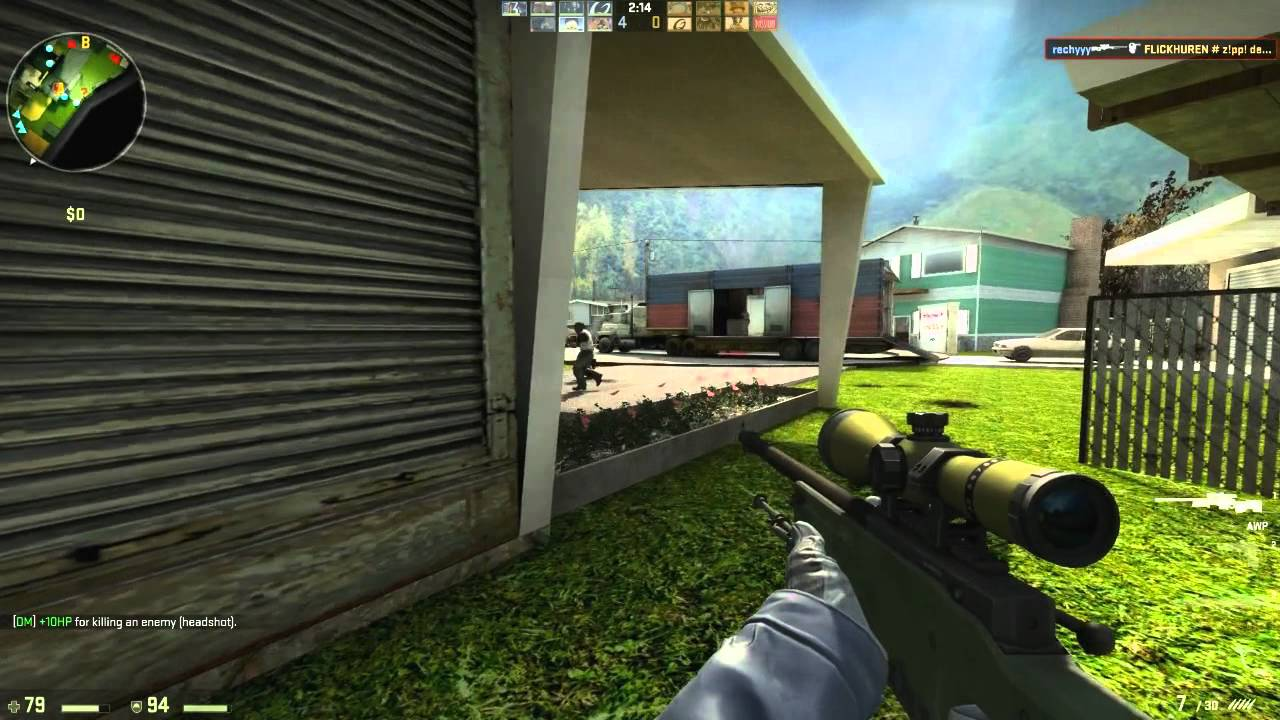 2:14
4 0
B
rechyyy FLICKHUREN # z!pp! de...
$0
AWP
[DM] +10HP for killing an enemy (headshot).
79 94
7 / 30